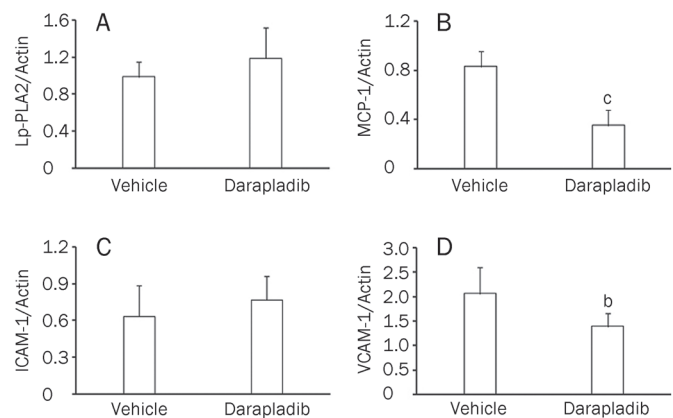 A
Lp-PLA2/Actin
1.6
1.2
0.8
0.4
0
Vehicle Darapladib
B
MCP-1/Actin
1.2
0.8
0.4
0
c
Vehicle Darapladib
C
ICAM-1/Actin
1.2
0.9
0.6
0.3
0
Vehicle Darapladib
D
VCAM-1/Actin
3.0
2.5
2.0
1.5
1.0
0.5
0
b
Vehicle Darapladib